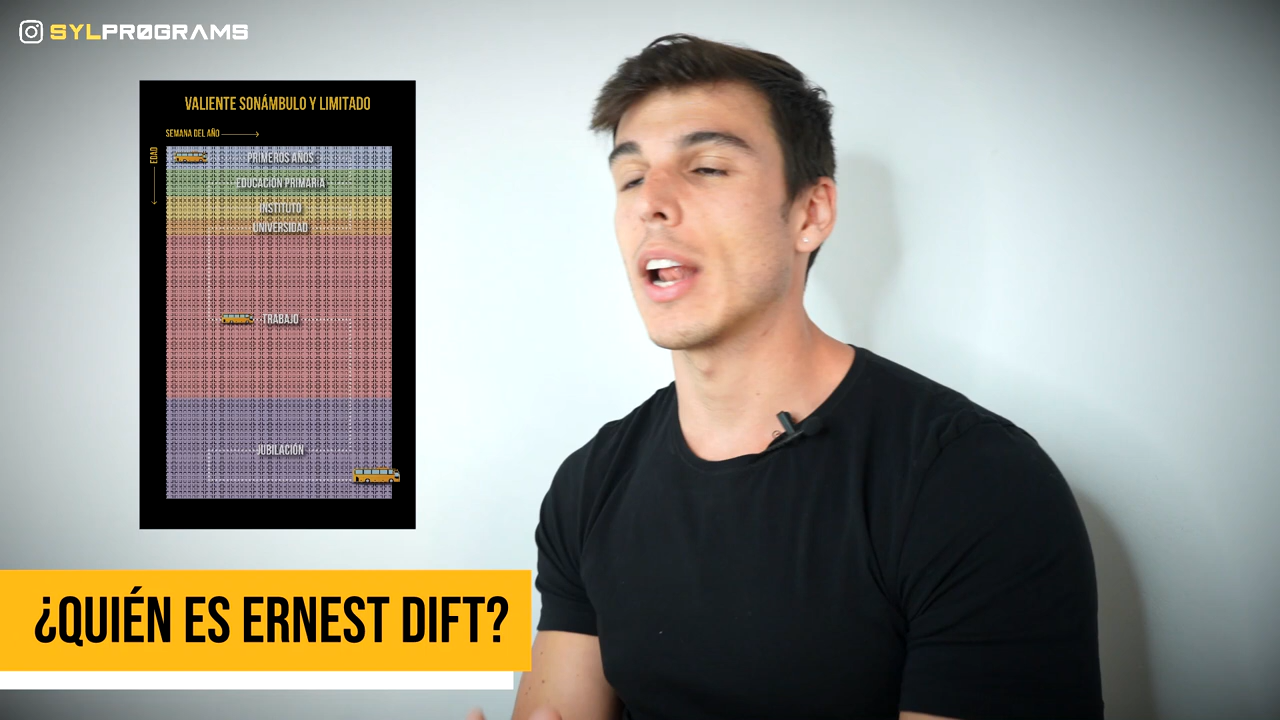 SYLPRØGRAMS
VALIENTE SONÁMBULO Y LIMITADO
SEMANA DEL AÑO
EDAD
PRIMEROS AÑOS
EDUCACIÓN PRIMARIA
INSTITUTO
UNIVERSIDAD
TRABAJO
JUBILACIÓN
¿QUIÉN ES ERNEST DIFT?